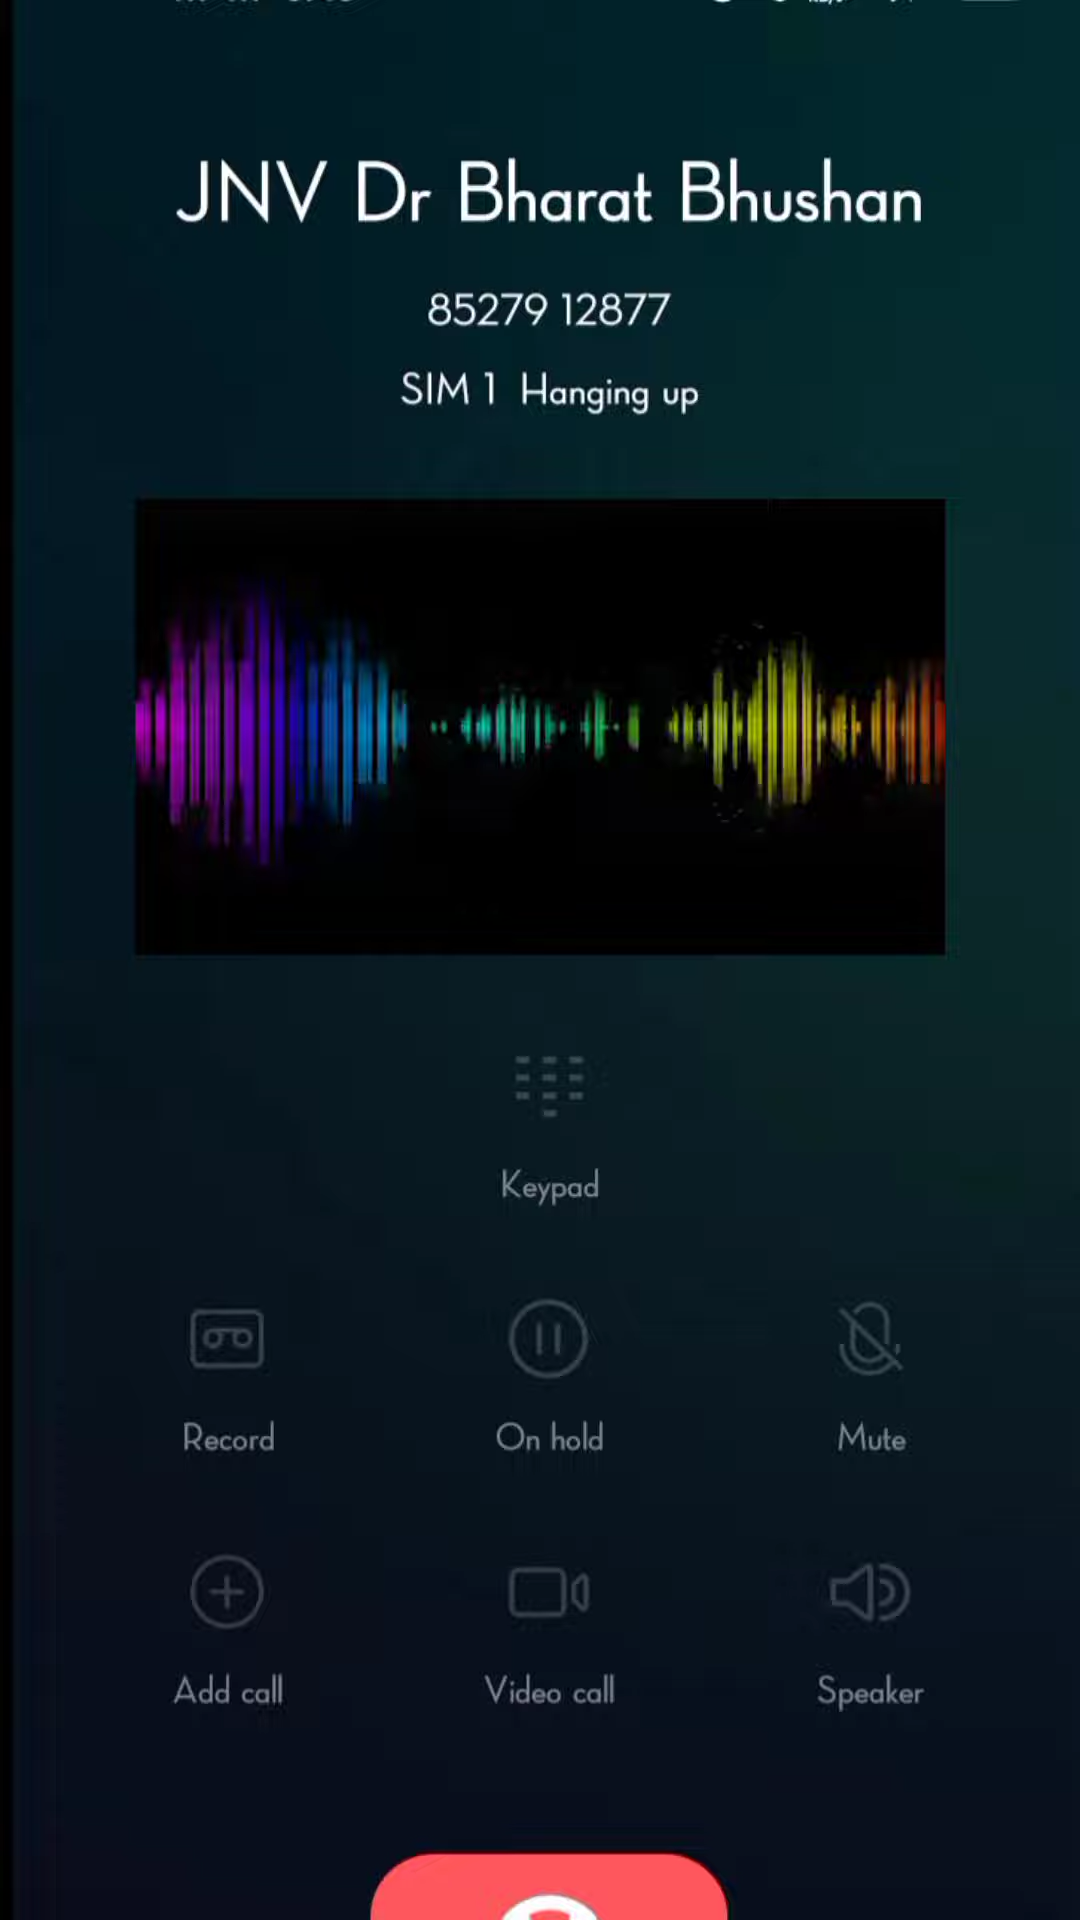 JNV Dr Bharat Bhushan
85279 12877
SIM 1 Hanging up
Keypad
Record
On hold
Mute
Add call
Video call
Speaker